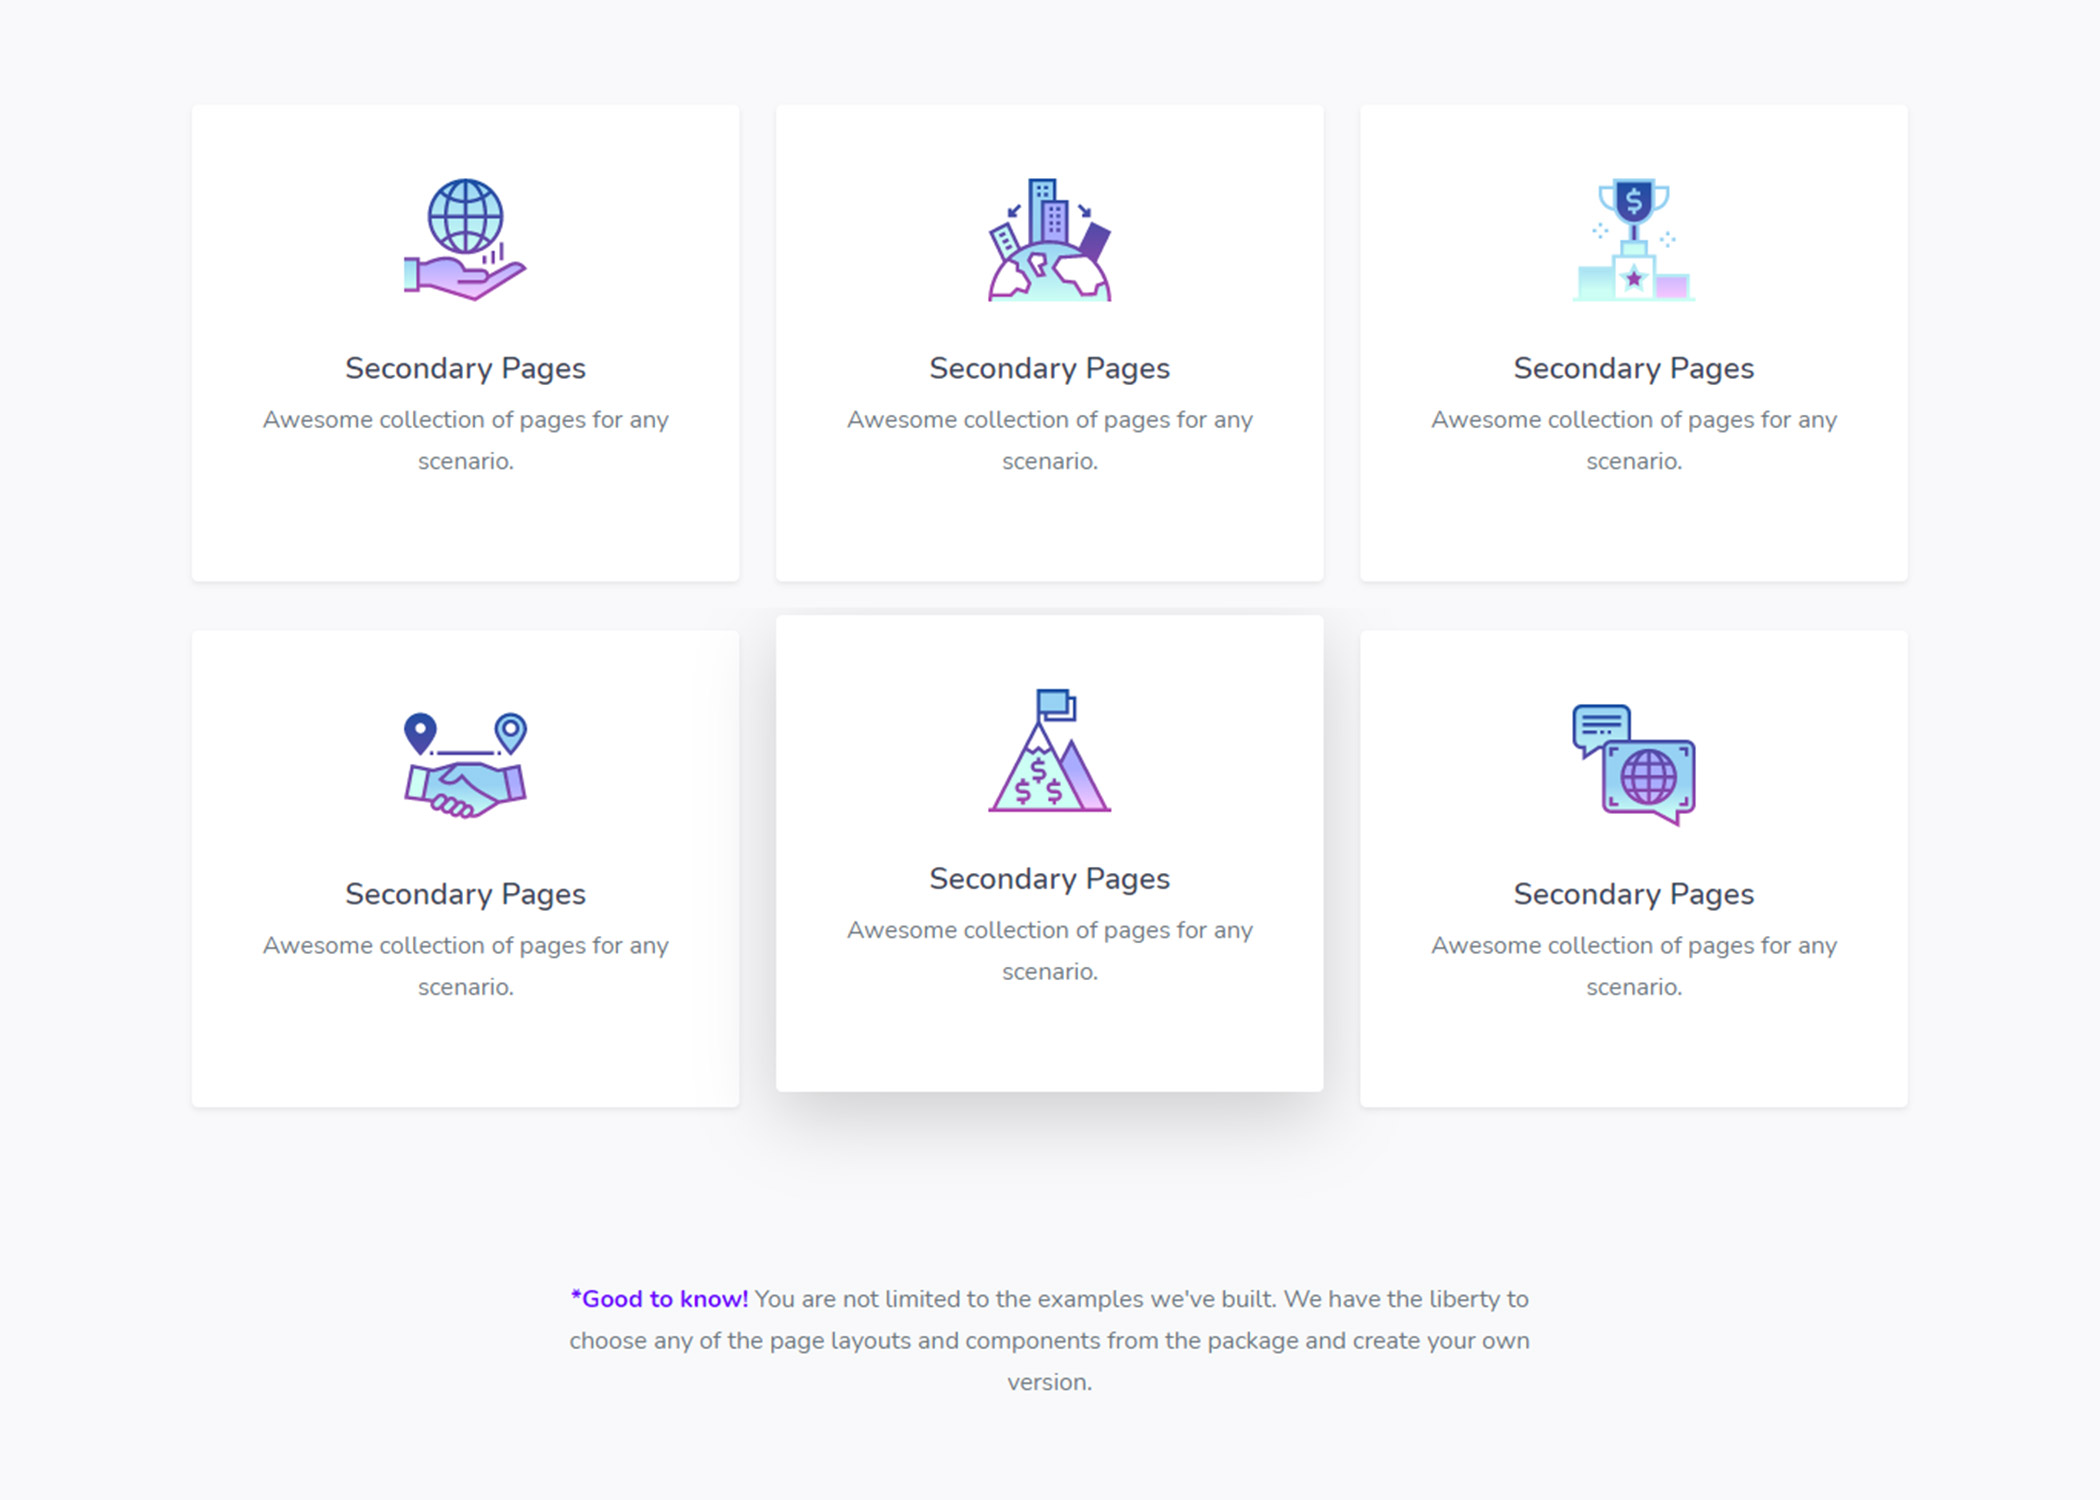 Secondary Pages
Awesome collection of pages for any
scenario.
Secondary Pages
Awesome collection of pages for any
scenario.
$
Secondary Pages
Awesome collection of pages for any
scenario.
Secondary Pages
Awesome collection of pages for any
scenario.
$
$ $
Secondary Pages
Awesome collection of pages for any
scenario.
Secondary Pages
Awesome collection of pages for any
scenario.
*Good to know! You are not limited to the examples we've built. We have the liberty to
choose any of the page layouts and components from the package and create your own
version.